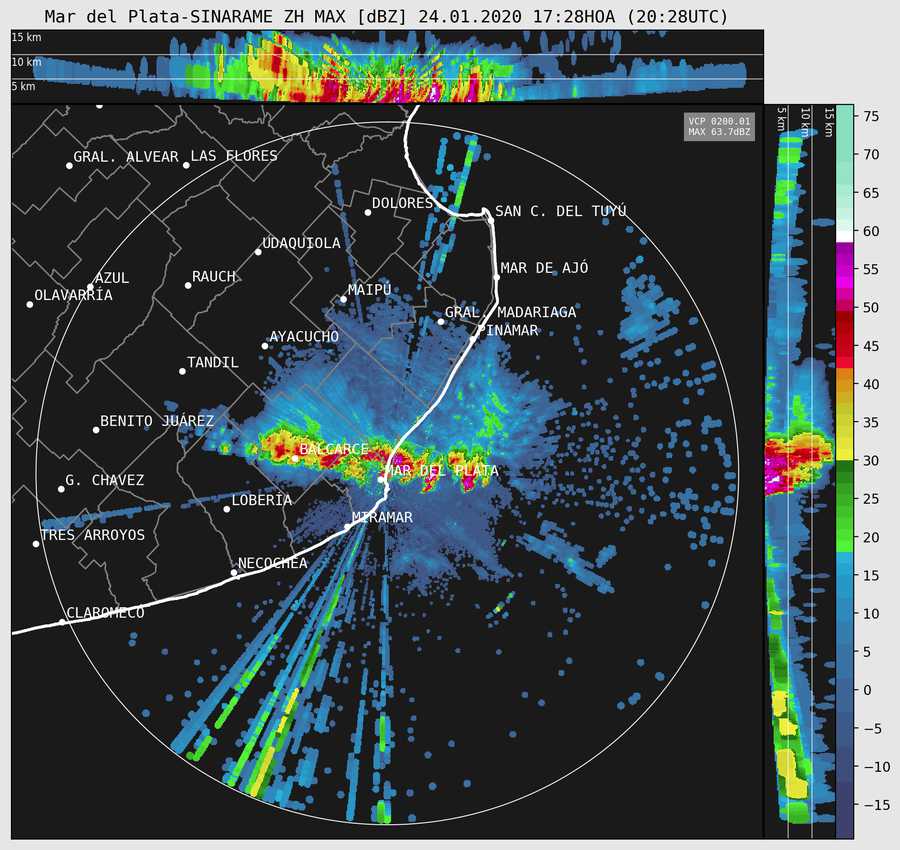 Mar del Plata-SINARAME ZH MAX [dBZ] 24.01.2020 17:28HOA (20:28UTC)
15 km
10 km
5 km
VCP 0200.01
MAX 63.7dBZ
5 km
10 km
15 km
GRAL. ALVEAR
LAS FLORES
DOLORES
SAN C. DEL TUYÚ
UDAQUIOLA
MAR DE AJÓ
AZUL
RAUCH
OLAVARRÍA
MAIPÚ
GRAL. MADARIAGA
PINAMAR
AYACUCHO
TANDIL
BENITO JUÁREZ
BALCARCE
MAR DEL PLATA
G. CHAVEZ
LOBERÍA
MIRAMAR
TRES ARROYOS
NECOCHEA
CLAROMECO
75
70
65
60
55
50
45
40
35
30
25
20
15
10
5
0
−5
−10
−15